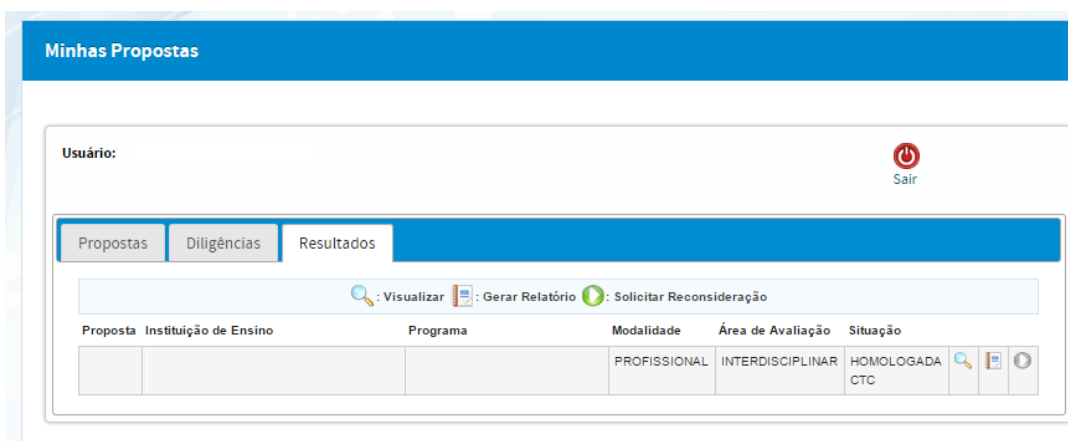 Minhas Propostas
Usuário:
Sair
Propostas Diligências Resultados
: Visualizar : Gerar Relatório : Solicitar Reconsideração
Proposta Instituição de Ensino Programa Modalidade Área de Avaliação Situação
PROFISSIONAL INTERDISCIPLINAR HOMOLOGADA
CTC